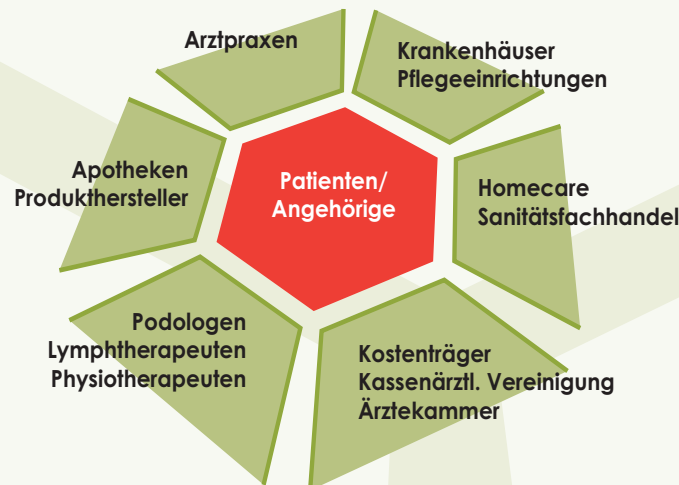 Arztpraxen
Krankenhäuser
Pflegeeinrichtungen
Apotheken
Produkthersteller
Patienten/
Angehörige
Homecare
Sanitätsfachhandel
Podologen
Lymphtherapeuten
Physiotherapeuten
Kostenträger
Kassenärztl. Vereinigung
Ärztekammer